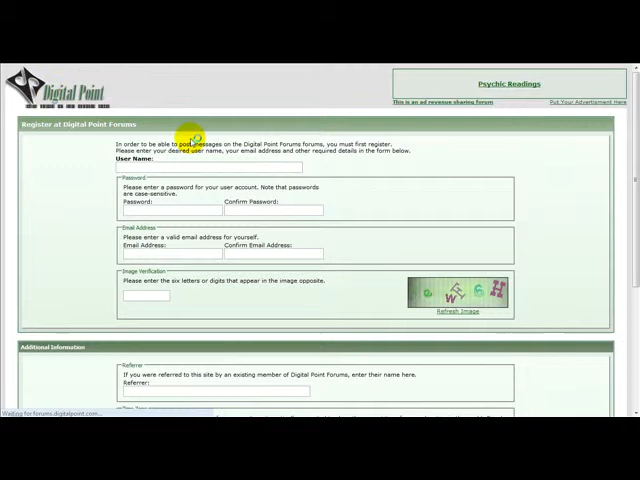 Digital Point
Psychic Readings
This is an ad revenue sharing forum
Put Your Advertisment Here
Register at Digital Point Forums
In order to be able to post messages on the Digital Point Forums forums, you must first register.
Please enter your desired user name, your email address and other required details in the form below.
User Name:
Password
Please enter a password for your user account. Note that passwords
are case-sensitive.
Password:
Confirm Password:
Email Address
Please enter a valid email address for yourself.
Email Address:
Confirm Email Address:
Image Verification
Please enter the six letters or digits that appear in the image opposite.
Refresh Image
Additional Information
Referrer
If you were referred to this site by an existing member of Digital Point Forums, enter their name here.
Referrer:
Waiting for forums.digitalpoint.com...